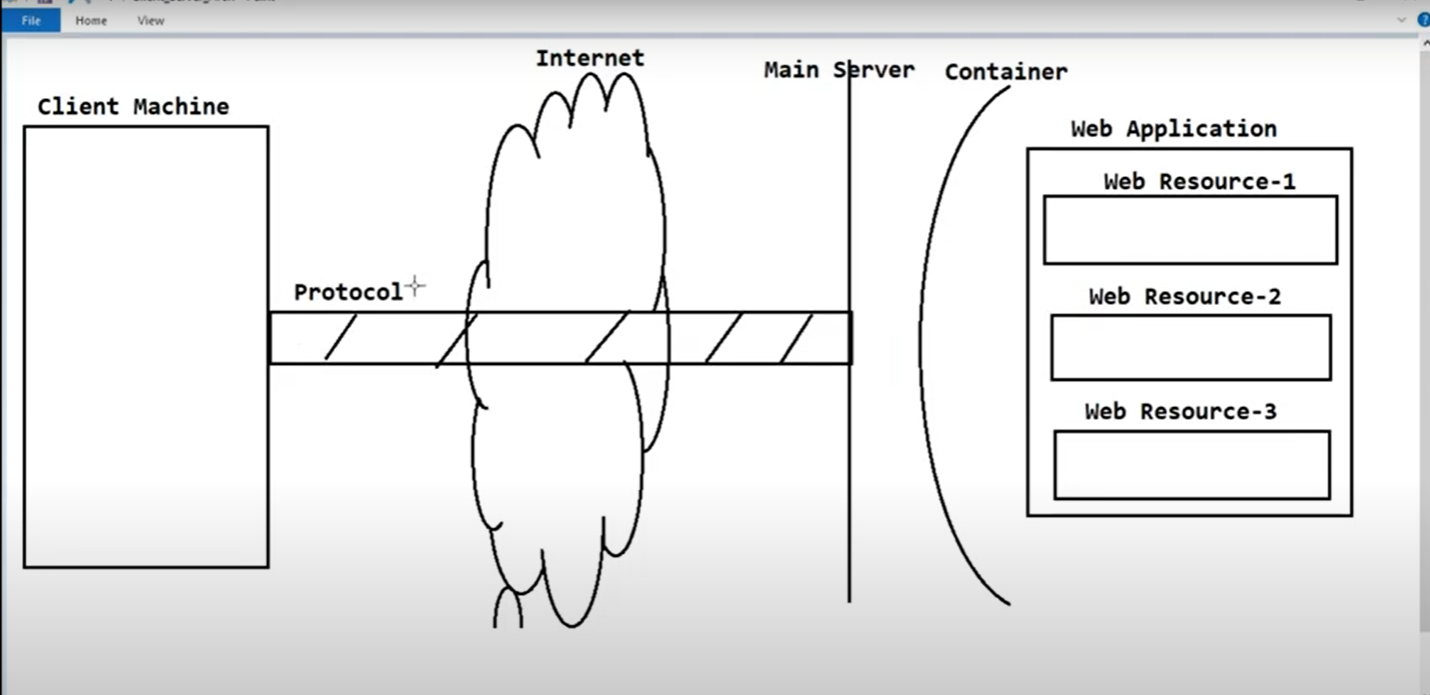 File Home View
Internet
Main Server Container
Client Machine
Web Application
Web Resource-1
Protocol
Web Resource-2
Web Resource-3